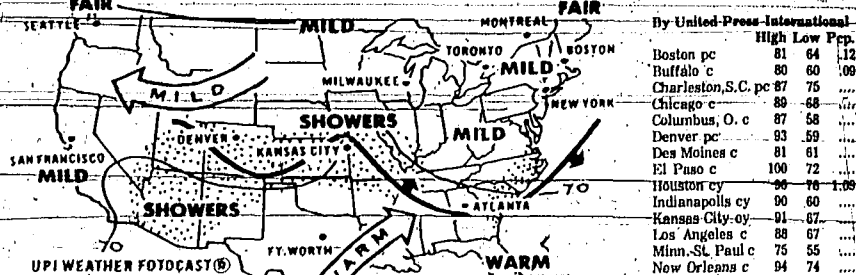 FAIR
FAIR
SEATTLE
MILD
MONTREAL
TORONTO
BOSTON
MILD
MILWAUKEE
MILD
NEW YORK
SHOWERS
DENVER
KANSAS CITY
MILD
SAN FRANCISCO
MILD
SHOWERS
ATLANTA
70
70
FT. WORTH
WARM
WARM
UPI WEATHER FOTOCAST
By United Press International
High Low Pcp.
Boston pc 81 64 .12
Buffalo c 80 60 .09
Charleston,S.C. pc 87 75 ....
Chicago c 89 68 ....
Columbus, O. c 87 58 ....
Denver pc 93 59 ....
Des Moines c 81 61 ....
El Paso c 100 72 ....
Houston cy 96 76 1.09
Indianapolis cy 90 60 ....
Kansas City cy 91 67 ....
Los Angeles c 88 67 ....
Minn.-St. Paul c 75 55 ....
New Orleans c 94 74 ....